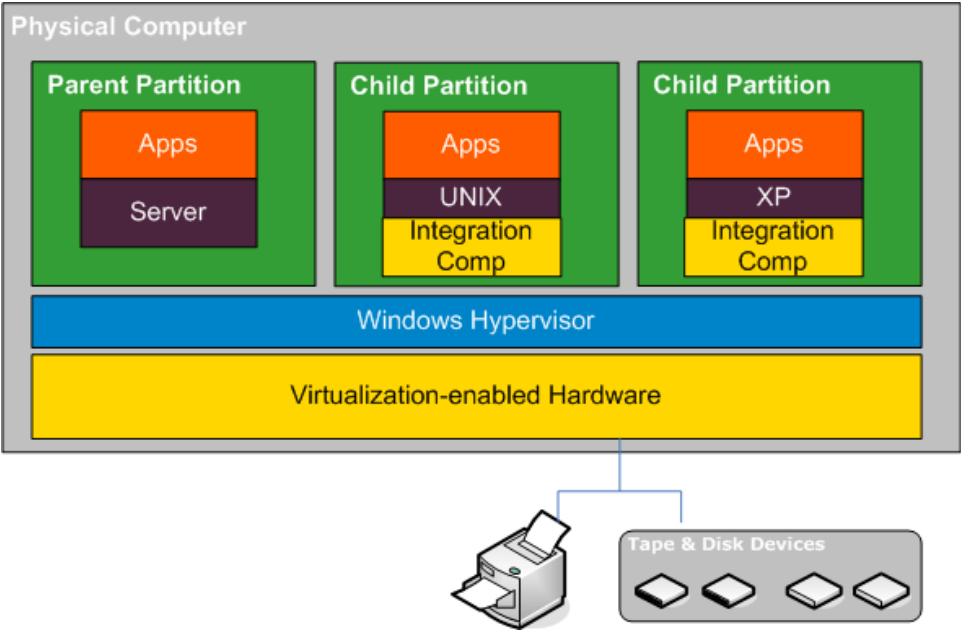 Physical Computer
Parent Partition
Apps
Server
Child Partition
Apps
UNIX
Integration
Comp
Child Partition
Apps
XP
Integration
Comp
Windows Hypervisor
Virtualization-enabled Hardware
Tape & Disk Devices